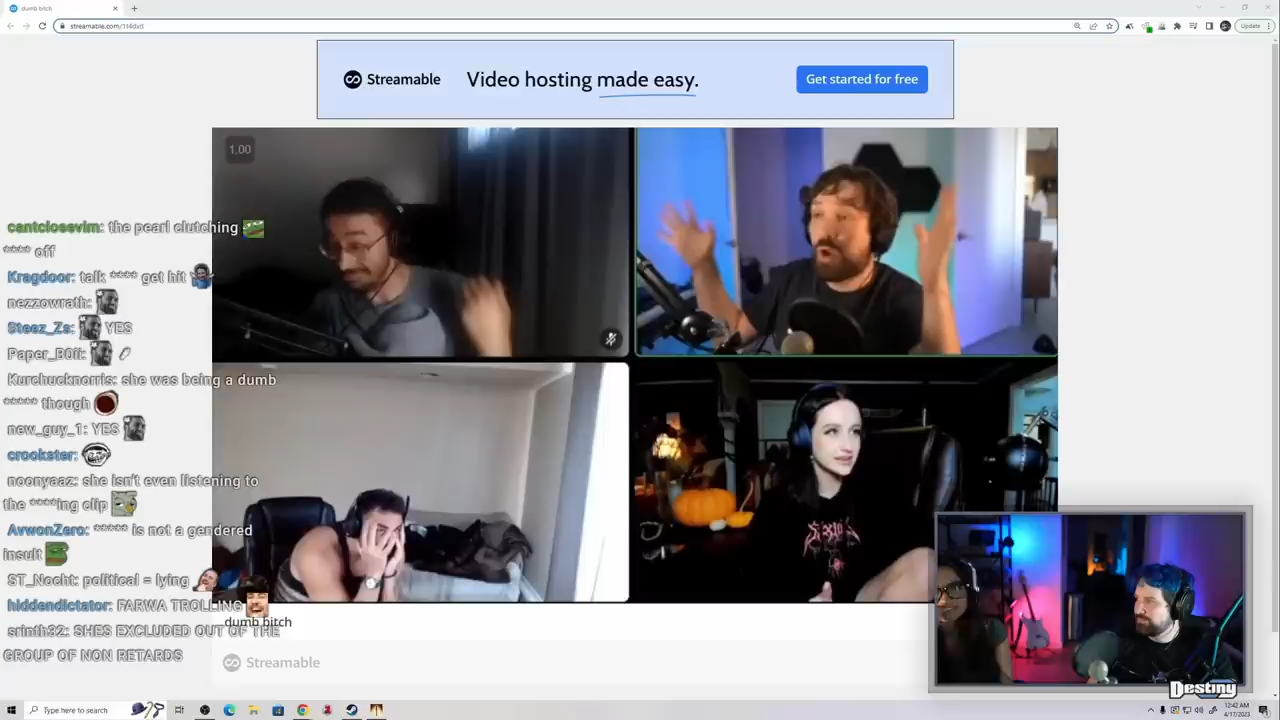 dumb bitch
streamable.com/1t4dxd
Update
Streamable
Video hosting made easy.
Get started for free
1.00
cantclosevim: the pearl clutching
**** off
Kragdoor: talk **** get hit
nezzowrath:
Steez_Zs: YES
Paper_B0ii:
Kurchucknorris: she was being a dumb
***** though
new_guy_1: YES
crookster:
noonyaaz: she isn't even listening to
the ****ing clip
AvwonZero: ***** is not a gendered
insult
ST_Nocht: political = lying
hiddendictator: FARWA TROLLING
srinth32: SHES EXCLUDED OUT OF THE
GROUP OF NON RETARDS
dumb bitch
Streamable
Destiny
Type here to search
12:42 AM
4/17/2023